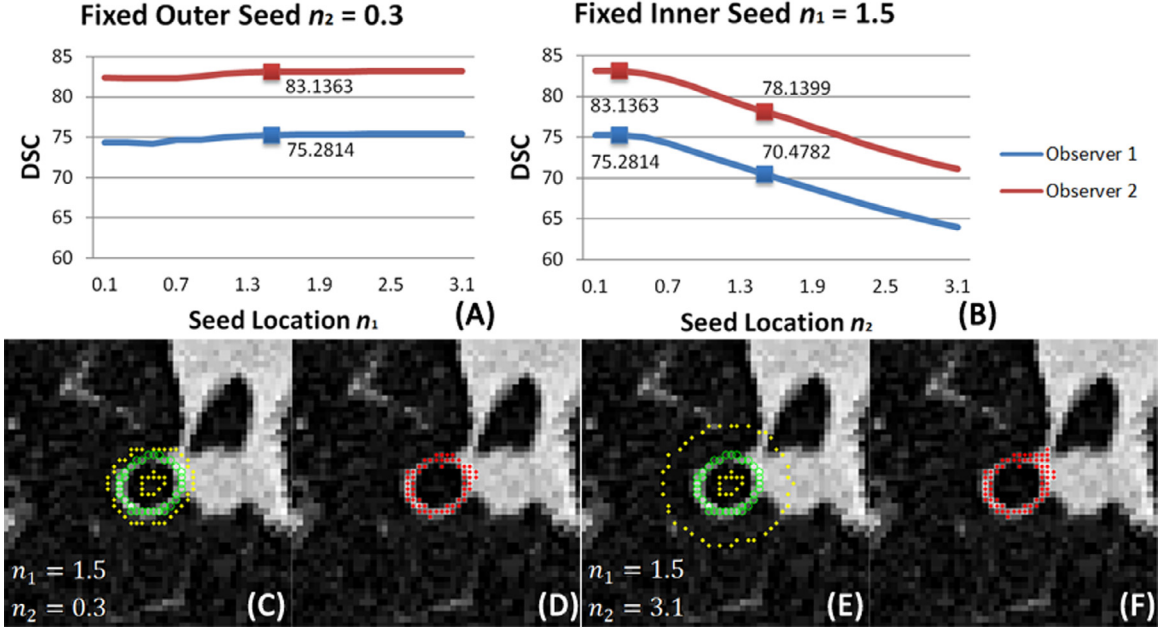 Fixed Outer Seed n₂ = 0.3
Fixed Inner Seed n₁ = 1.5
85
80
75
70
65
60
DSC
83.1363
75.2814
0.1 0.7 1.3 1.9 2.5 3.1
Seed Location n₁
(A)
85
80
75
70
65
60
DSC
83.1363
78.1399
75.2814
70.4782
0.1 0.7 1.3 1.9 2.5 3.1
Seed Location n₂
(B)
Observer 1
Observer 2
n₁ = 1.5
n₂ = 0.3
(C)
(D)
n₁ = 1.5
n₂ = 3.1
(E)
(F)